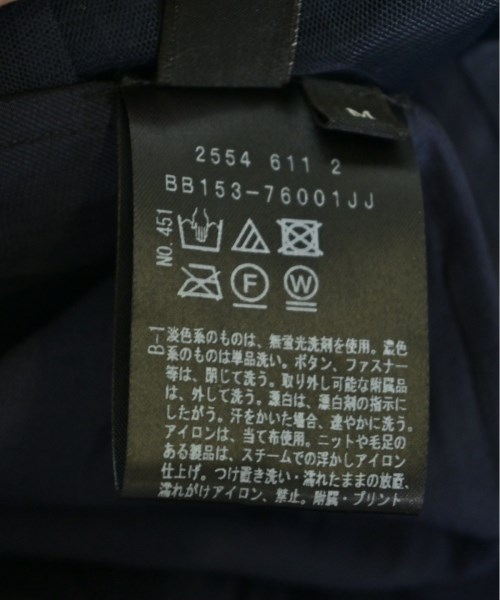 M
2554 611 2
BB153-76001JJ
NO. 451
F
W
B-1
淡色系のものは、無蛍光洗剤を使用。濃色
系のものは単品洗い。ボタン、ファスナー
等は、閉じて洗う。取り外し可能な附属品
は、外して洗う。漂白は、漂白剤の指示に
したがう。汗をかいた場合、速やかに洗う。
アイロンは、当て布使用。ニットや毛足の
ある製品は、スチームでの浮かしアイロン
仕上げ。つけ置き洗い・濡れたままの放置、
濡れがけアイロン、禁止。附属・プリント